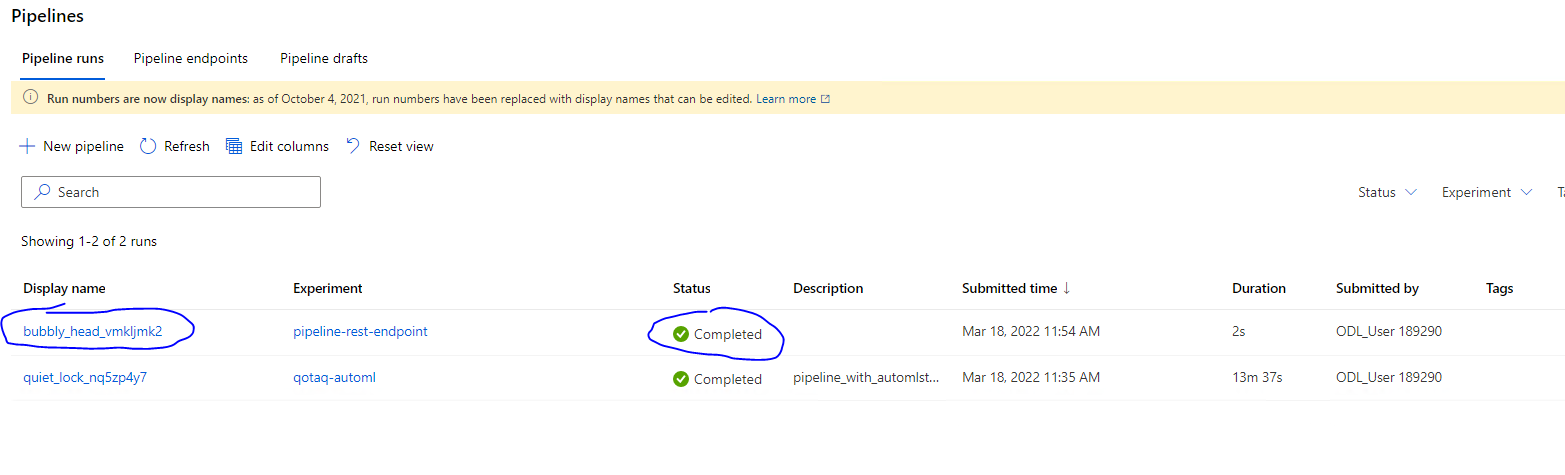 Pipelines
Pipeline runs Pipeline endpoints Pipeline drafts
Run numbers are now display names: as of October 4, 2021, run numbers have been replaced with display names that can be edited. Learn more
New pipeline Refresh Edit columns Reset view
Search Status Experiment
Showing 1-2 of 2 runs
Display name Experiment Status Description Submitted time ↓ Duration Submitted by Tags
bubbly_head_vmkljmk2 pipeline-rest-endpoint Completed Mar 18, 2022 11:54 AM 2s ODL_User 189290
quiet_lock_nq5zp4y7 qotaq-automl Completed pipeline_with_automlst... Mar 18, 2022 11:35 AM 13m 37s ODL_User 189290